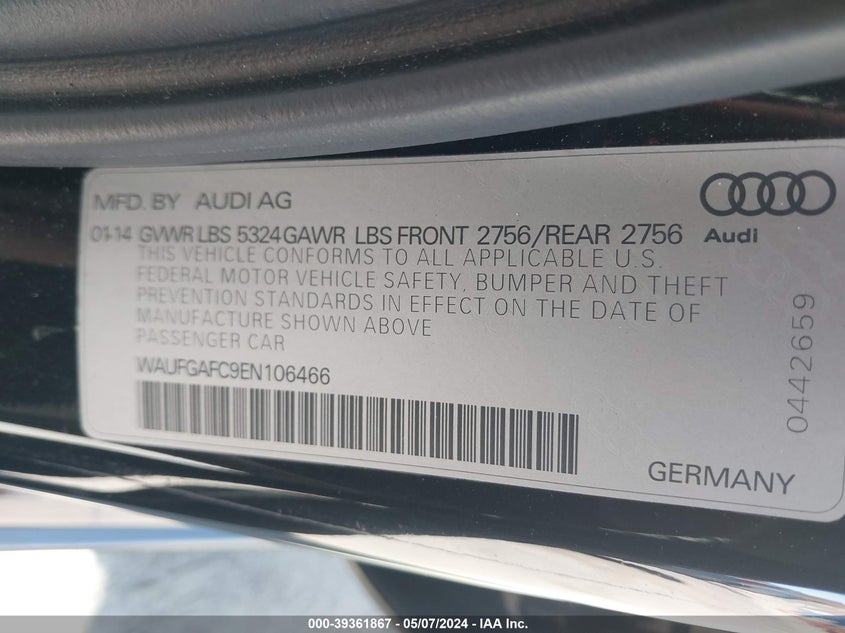 MFD. BY AUDI AG
01-14 GVWR LBS 5324 GAWR LBS FRONT 2756/REAR 2756
Audi
THIS VEHICLE CONFORMS TO ALL APPLICABLE U.S.
FEDERAL MOTOR VEHICLE SAFETY, BUMPER AND THEFT
PREVENTION STANDARDS IN EFFECT ON THE DATE OF
MANUFACTURE SHOWN ABOVE
PASSENGER CAR
WAUFGAFC9EN106466
0442659
GERMANY
000-39361867 - 05/07/2024 - IAA Inc.